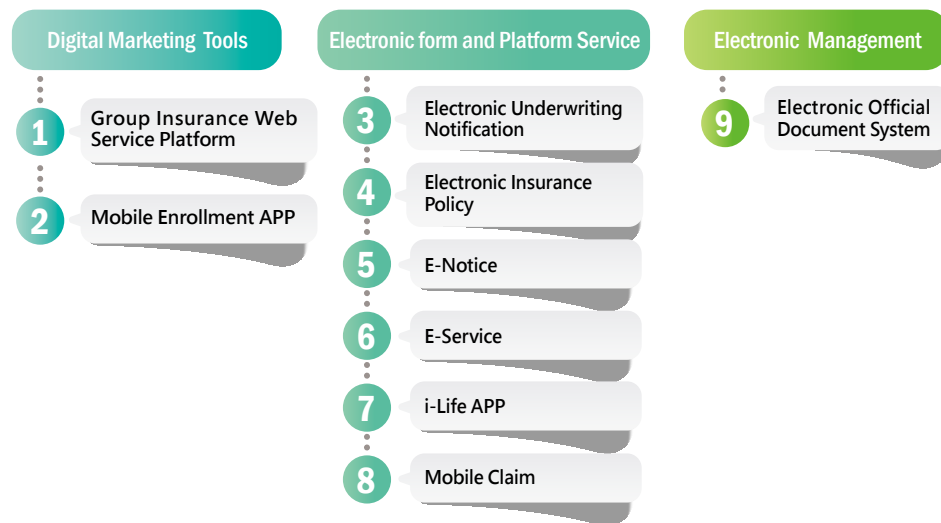 Digital Marketing Tools
1
Group Insurance Web
Service Platform
2
Mobile Enrollment APP
Electronic form and Platform Service
3
Electronic Underwriting
Notification
4
Electronic Insurance
Policy
5
E-Notice
6
E-Service
7
i-Life APP
8
Mobile Claim
Electronic Management
9
Electronic Official
Document System